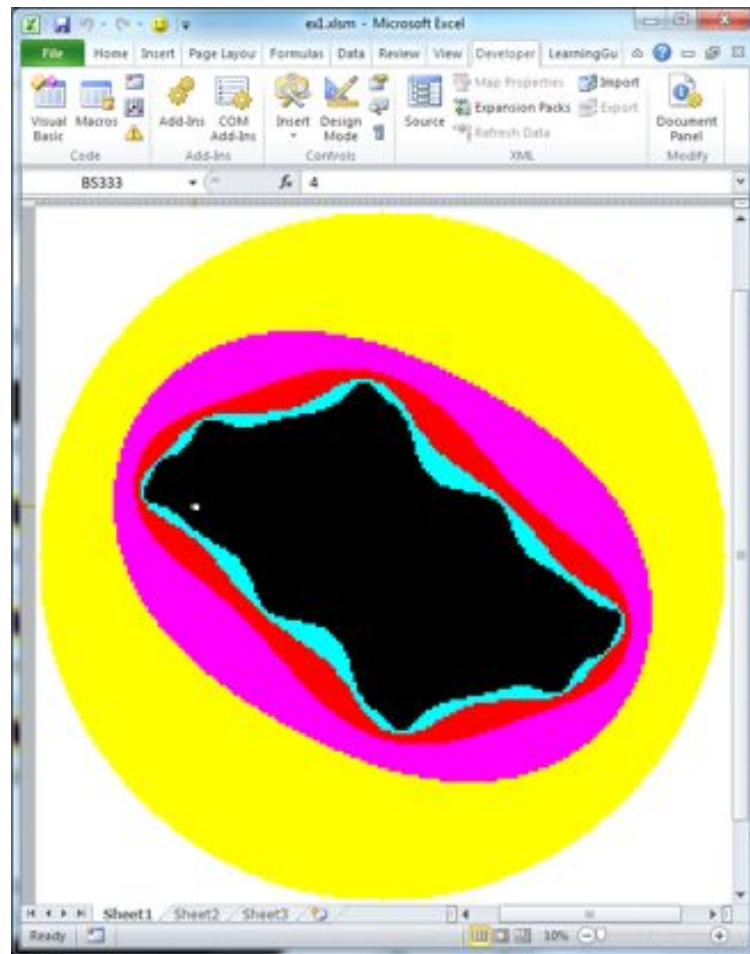 ex1.xlsm - Microsoft Excel
File Home Insert Page Layou Formulas Data Review View Developer LearningGu
Visual Basic Macros Add-Ins COM Add-Ins Insert Design Mode Source Map Properties Import
Expansion Packs Export
Refresh Data
Document Panel
Code Add-Ins Controls XML Modify
BS333 fx 4
Sheet1 Sheet2 Sheet3
Ready 10%